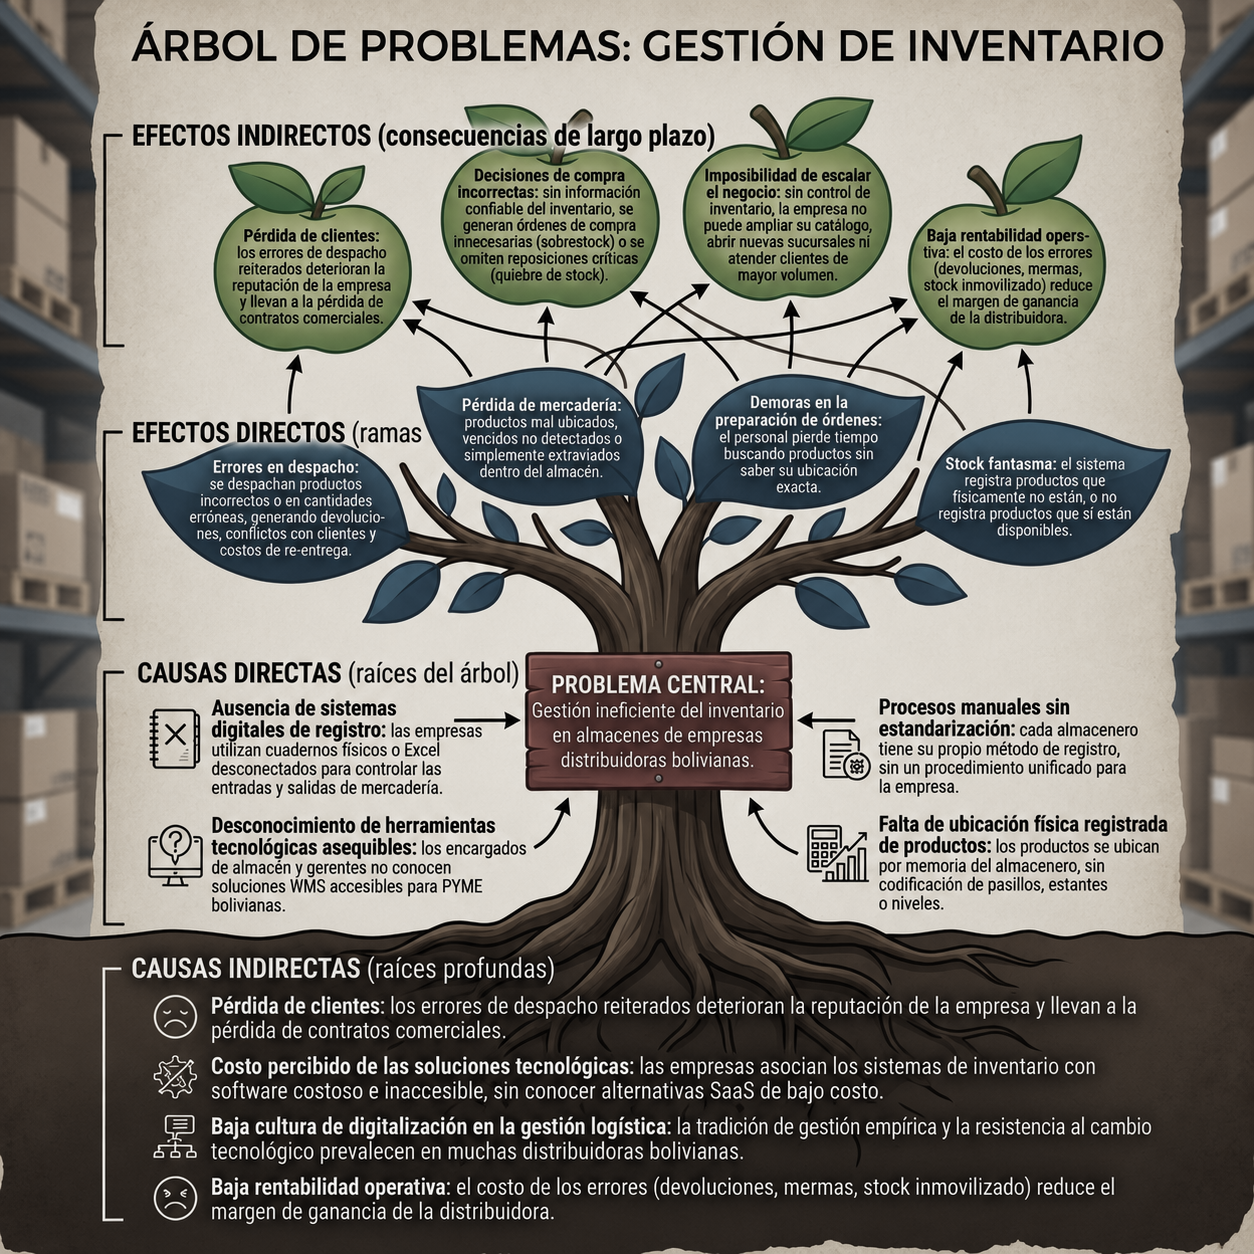 ÁRBOL DE PROBLEMAS: GESTIÓN DE INVENTARIO
EFECTOS INDIRECTOS (consecuencias de largo plazo)
Pérdida de clientes:
los errores de despacho
reiterados deterioran la
reputación de la empresa
y llevan a la pérdida de
contratos comerciales.
Decisiones de compra
incorrectas: sin información
confiable del inventario, se
generan órdenes de compra
innecesarias (sobrestock) o se
omiten reposiciones críticas
(quiebre de stock).
Imposibilidad de escalar
el negocio: sin control de
inventario, la empresa no
puede ampliar su catálogo,
abrir nuevas sucursales ni
atender clientes de
mayor volumen.
Baja rentabilidad opers-
tiva: el costo de los errores
(devoluciones, mermas,
stock inmovilizado) reduce
el margen de ganancia
de la distribuidora.
EFECTOS DIRECTOS (ramas
Errores en despacho:
se despachan productos
incorrectos o en cantidades
erróneas, generando devolucio-
nes, conflictos con clientes y
costos de re-entrega.
Pérdida de mercadería:
productos mal ubicados,
vencidos no detectados o
simplemente extraviados
dentro del almacén.
Demoras en la
preparación de órdenes:
el personal pierde tiempo
buscando productos sin
saber su ubicación
exacta.
Stock fantasma: el sistema
registra productos que
físicamente no están, o no
registra productos que sí están
disponibles.
CAUSAS DIRECTAS (raíces del árbol)
Ausencia de sistemas
digitales de registro: las empresas
utilizan cuadernos físicos o Excel
desconectados para controlar las
entradas y salidas de mercadería.
Desconocimiento de herramientas
tecnológicas asequibles: los encargados
de almacén y gerentes no conocen
soluciones WMS accesibles para PYME
bolivianas.
PROBLEMA CENTRAL:
Gestión ineficiente del inventario
en almacenes de empresas
distribuidoras bolivianas.
Procesos manuales sin
estandarización: cada almacenero
tiene su propio método de registro,
sin un procedimiento unificado para
la empresa.
Falta de ubicación física registrada
de productos: los productos se ubican
por memoria del almacenero, sin
codificación de pasillos, estantes
o niveles.
CAUSAS INDIRECTAS (raíces profundas)
Pérdida de clientes: los errores de despacho reiterados deterioran la reputación de la empresa y llevan a la
pérdida de contratos comerciales.
Costo percibido de las soluciones tecnológicas: las empresas asocian los sistemas de inventario con
software costoso e inaccesible, sin conocer alternativas SaaS de bajo costo.
Baja cultura de digitalización en la gestión logística: la tradición de gestión empírica y la resistencia al cambio
tecnológico prevalecen en muchas distribuidoras bolivianas.
Baja rentabilidad operativa: el costo de los errores (devoluciones, mermas, stock inmovilizado) reduce el
margen de ganancia de la distribuidora.